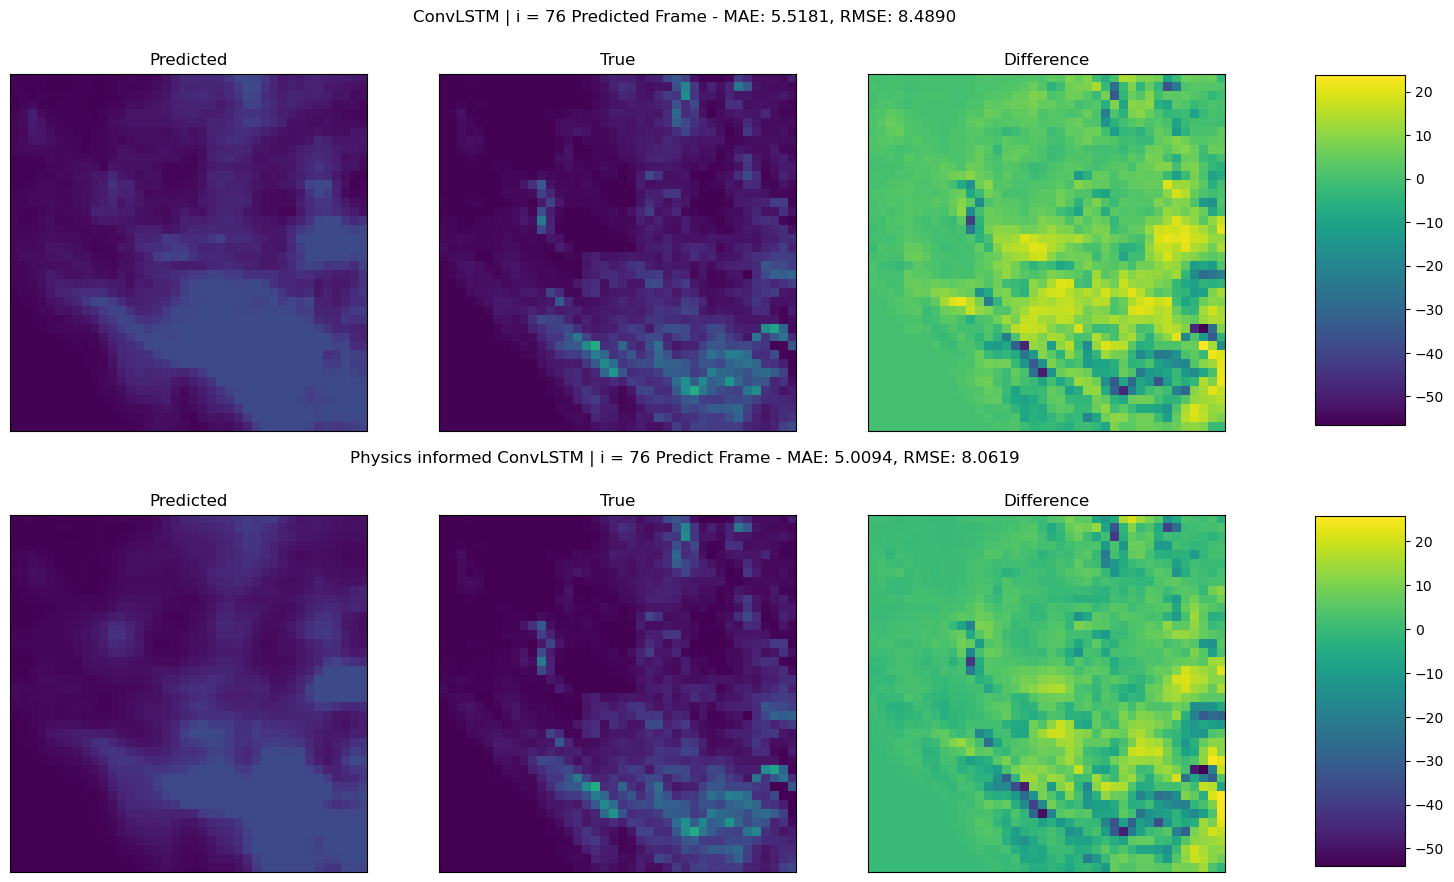 ConvLSTM | i = 76 Predicted Frame - MAE: 5.5181, RMSE: 8.4890
Predicted
True
Difference
20
10
0
−10
−20
−30
−40
−50
Physics informed ConvLSTM | i = 76 Predict Frame - MAE: 5.0094, RMSE: 8.0619
Predicted
True
Difference
20
10
0
−10
−20
−30
−40
−50